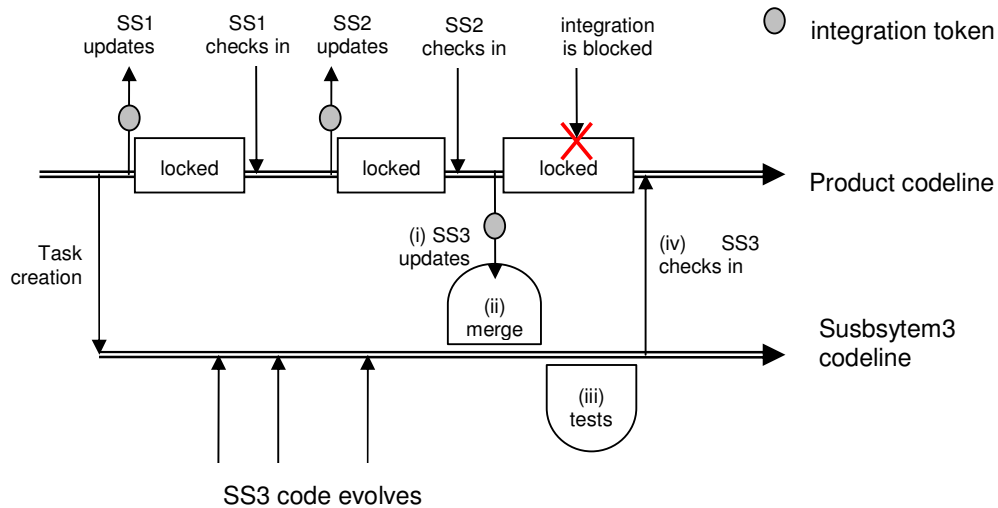 SS1
updates
SS1
checks in
SS2
updates
SS2
checks in
integration
is blocked
integration token
locked
locked
locked
Product codeline
Task
creation
(i) SS3
updates
(iv) SS3
checks in
(ii)
merge
Susbsytem3
codeline
(iii)
tests
SS3 code evolves